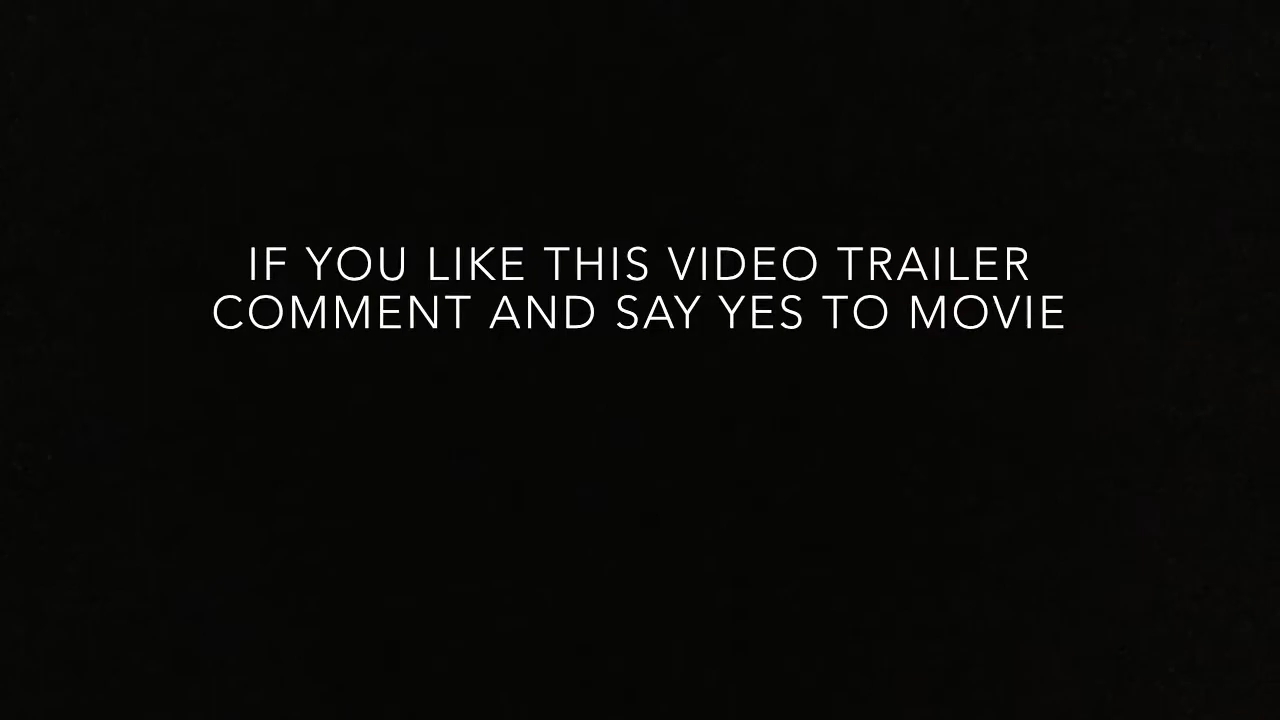 IF YOU LIKE THIS VIDEO TRAILER
COMMENT AND SAY YES TO MOVIE